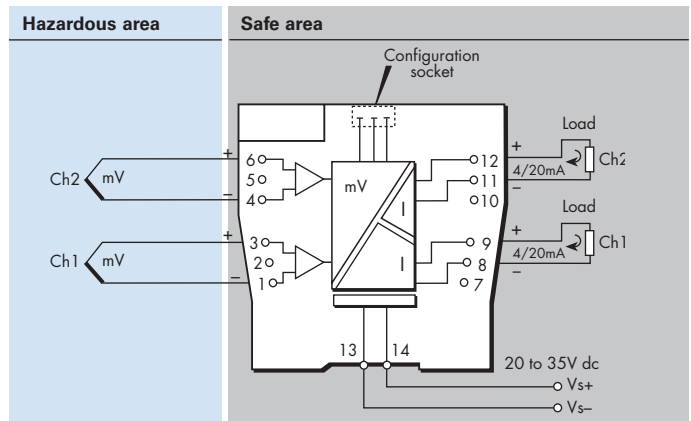 Hazardous area
Safe area
Configuration
socket
Ch2
mV
+
−
6
5
4
mV
I
I
12
11
10
+
4/20mA
−
Load
Ch2
Ch1
mV
+
−
3
2
1
9
8
7
+
4/20mA
−
Load
Ch1
13
14
20 to 35V dc
Vs+
Vs–